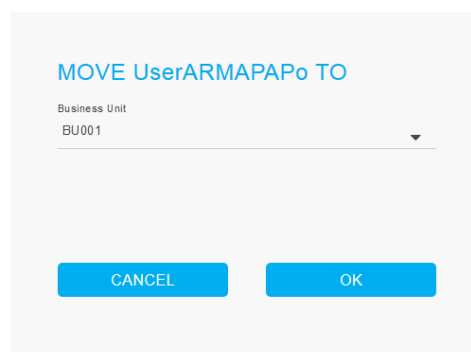 MOVE UserARMAPAPo TO
Business Unit
BU001
CANCEL
OK